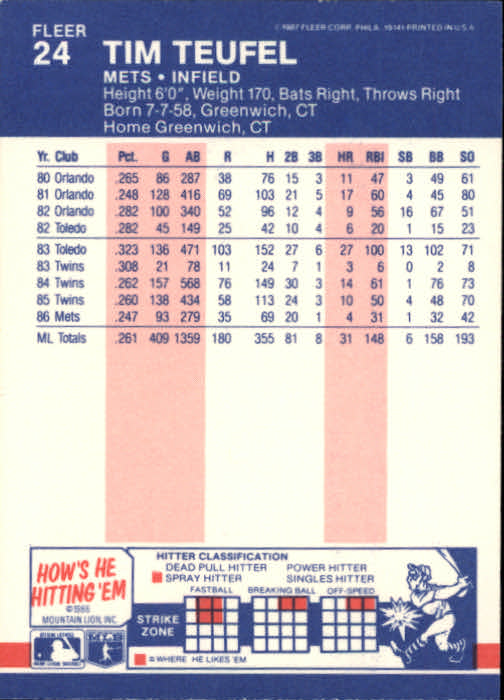 FLEER
24 TIM TEUFEL
© 1987 FLEER CORP. PHILA. 19141-PRINTED IN U.S.A.
METS • INFIELD
Height 6'0", Weight 170, Bats Right, Throws Right
Born 7-7-58, Greenwich, CT
Home Greenwich, CT
Yr. Club Pct. G AB R H 2B 3B HR RBI SB BB SO
80 Orlando .265 86 287 38 76 15 3 11 47 3 49 61
81 Orlando .248 128 416 69 103 21 5 17 60 4 45 80
82 Orlando .282 100 340 52 96 12 4 9 56 16 67 51
82 Toledo .282 45 149 25 42 10 4 6 20 1 15 23
83 Toledo .323 136 471 103 152 27 6 27 100 13 102 71
83 Twins .308 21 78 11 24 7 1 3 6 0 2 8
84 Twins .262 157 568 76 149 30 3 14 61 1 76 73
85 Twins .260 138 434 58 113 24 3 10 50 4 48 70
86 Mets .247 93 279 35 69 20 1 4 31 1 32 42
ML Totals .261 409 1359 180 355 81 8 31 148 6 158 193
HOW'S HE
HITTING 'EM
©1986
MOUNTAIN LION, INC.
HITTER CLASSIFICATION
DEAD PULL HITTER POWER HITTER
SPRAY HITTER SINGLES HITTER
FASTBALL BREAKING BALL OFF-SPEED
STRIKE
ZONE
=WHERE HE LIKES 'EM